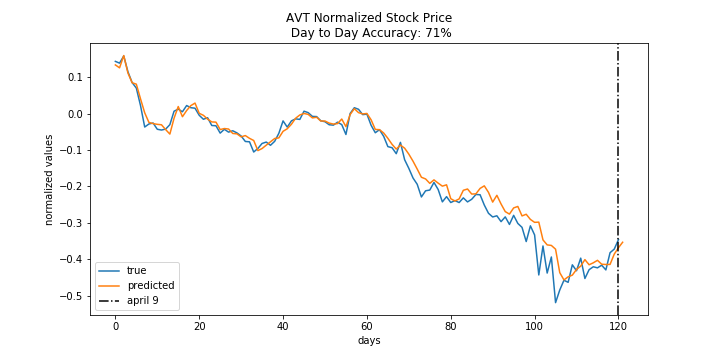 AVT Normalized Stock Price
Day to Day Accuracy: 71%
normalized values
0.1
0.0
−0.1
−0.2
−0.3
−0.4
−0.5
true
predicted
april 9
0 20 40 60 80 100 120
days